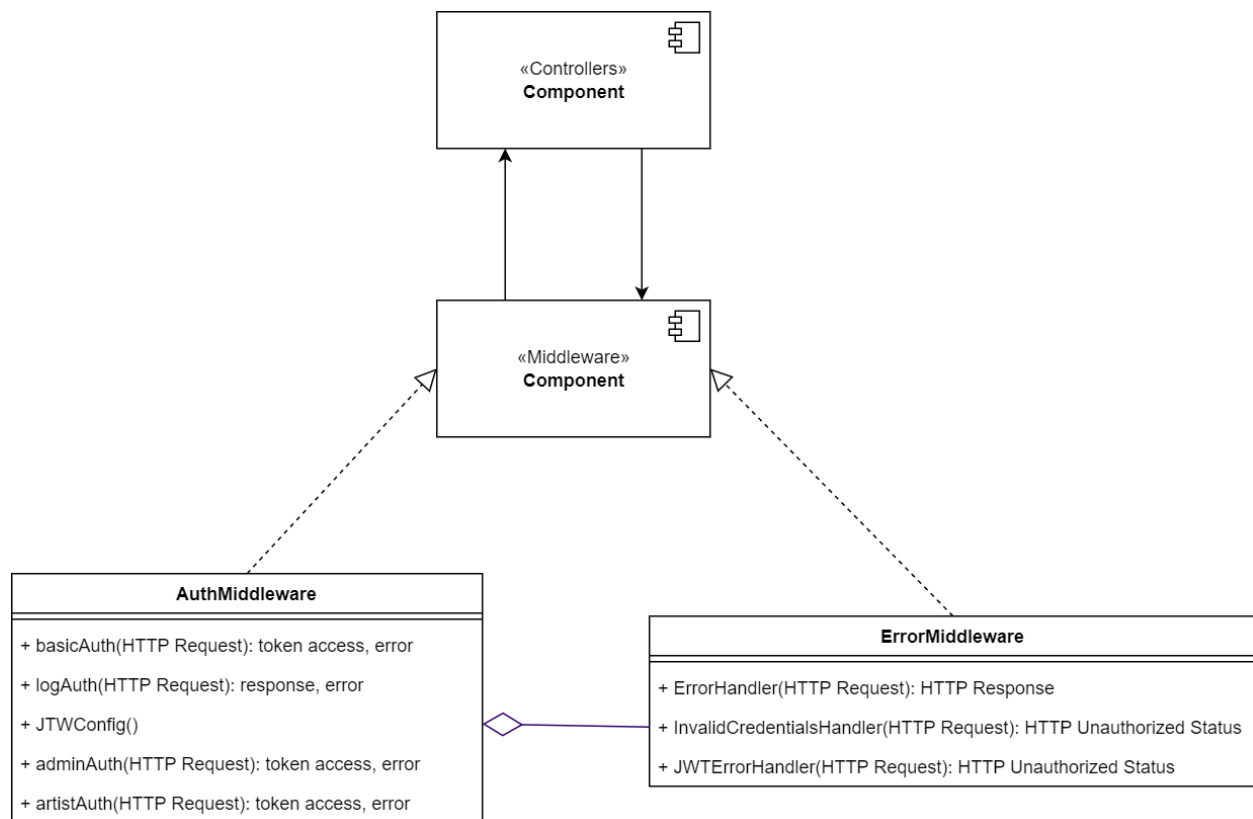 «Controllers»
Component
«Middleware»
Component
AuthMiddleware
+ basicAuth(HTTP Request): token access, error
+ logAuth(HTTP Request): response, error
+ JTWConfig()
+ adminAuth(HTTP Request): token access, error
+ artistAuth(HTTP Request): token access, error
ErrorMiddleware
+ ErrorHandler(HTTP Request): HTTP Response
+ InvalidCredentialsHandler(HTTP Request): HTTP Unauthorized Status
+ JWTErrorHandler(HTTP Request): HTTP Unauthorized Status